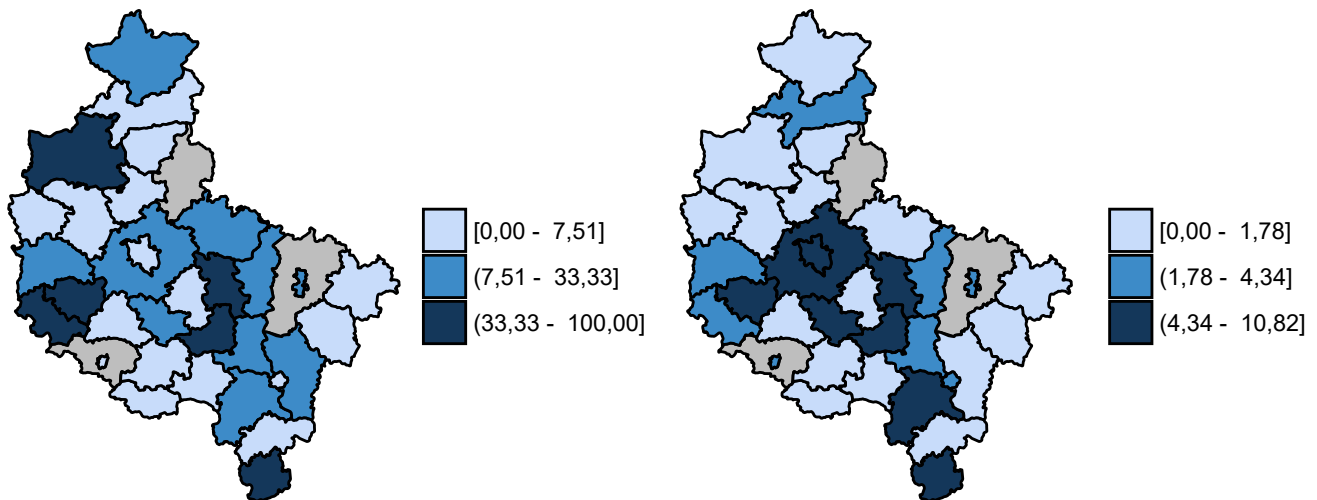 [0,00 - 7,51]
(7,51 - 33,33]
(33,33 - 100,00]
[0,00 - 1,78]
(1,78 - 4,34]
(4,34 - 10,82]